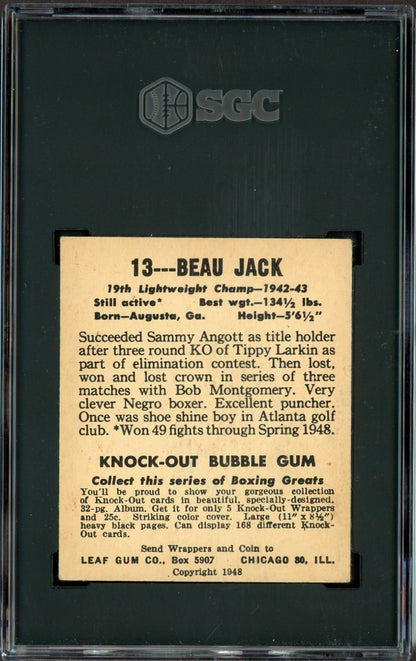 SGC
13---BEAU JACK
19th Lightweight Champ—1942-43
Still active* Best wgt.—134½ lbs.
Born—Augusta, Ga. Height—5'6½"
Succeeded Sammy Angott as title holder
after three round KO of Tippy Larkin as
part of elimination contest. Then lost,
won and lost crown in series of three
matches with Bob Montgomery. Very
clever Negro boxer. Excellent puncher.
Once was shoe shine boy in Atlanta golf
club. *Won 49 fights through Spring 1948.
KNOCK-OUT BUBBLE GUM
Collect this series of Boxing Greats
You'll be proud to show your gorgeous collection
of Knock-Out cards in beautiful, specially-designed,
32-pg. Album. Get it for only 5 Knock-Out Wrappers
and 25c. Striking color cover. Large (11" x 8½")
heavy black pages. Can display 168 different Knock-
Out cards.
Send Wrappers and Coin to
LEAF GUM CO., Box 5907 CHICAGO 80, ILL.
Copyright 1948